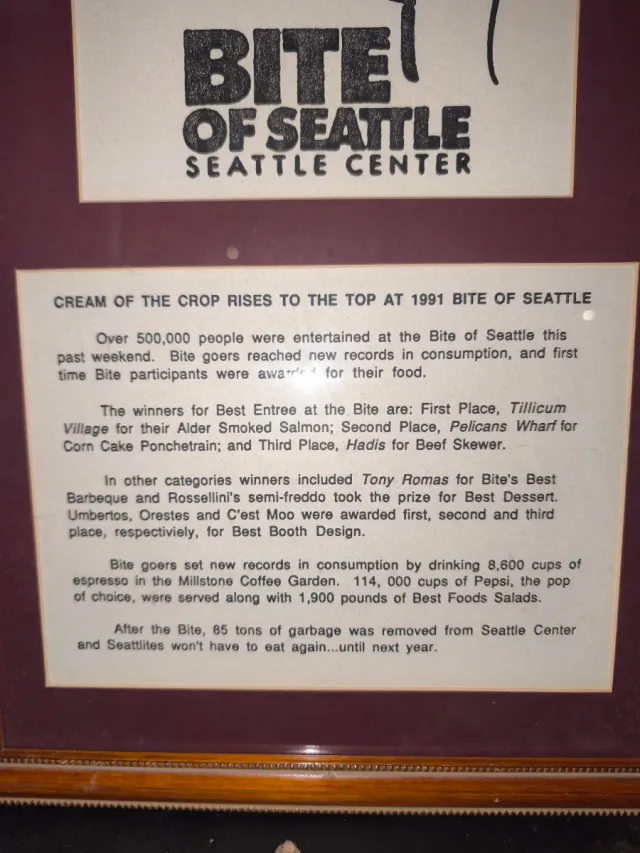 BITE
OF SEATTLE
SEATTLE CENTER
CREAM OF THE CROP RISES TO THE TOP AT 1991 BITE OF SEATTLE
Over 500,000 people were entertained at the Bite of Seattle this
past weekend. Bite goers reached new records in consumption, and first
time Bite participants were awarded for their food.
The winners for Best Entree at the Bite are: First Place, Tillicum
Village for their Alder Smoked Salmon; Second Place, Pelicans Wharf for
Corn Cake Ponchetrain; and Third Place, Hadis for Beef Skewer.
In other categories winners included Tony Romas for Bite's Best
Barbeque and Rossellini's semi-freddo took the prize for Best Dessert.
Umbertos, Orestes and C'est Moo were awarded first, second and third
place, respectiviely, for Best Booth Design.
Bite goers set new records in consumption by drinking 8,600 cups of
espresso in the Millstone Coffee Garden. 114, 000 cups of Pepsi, the pop
of choice, were served along with 1,900 pounds of Best Foods Salads.
After the Bite, 85 tons of garbage was removed from Seattle Center
and Seattlites won't have to eat again...until next year.